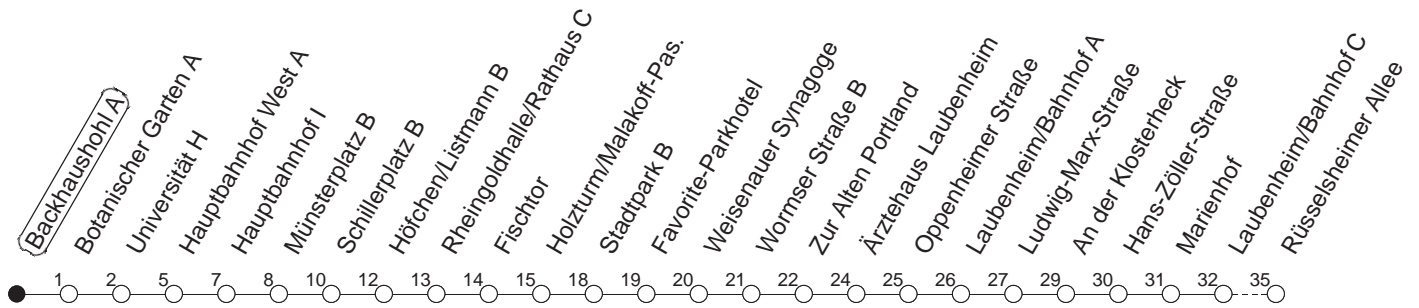 Backhaushohl A
Botanischer Garten A
Universität H
Hauptbahnhof West A
Hauptbahnhof I
Münsterplatz B
Schillerplatz B
Höfchen/Listmann B
Rheingoldhalle/Rathaus C
Fischtor
Holzturm/Malakoff-Pas.
Stadtpark B
Favorite-Parkhotel
Weisenauer Synagoge
Wormser Straße B
Zur Alten Portland
Ärztehaus Laubenheim
Oppenheimer Straße
Laubenheim/Bahnhof A
Ludwig-Marx-Straße
An der Klosterheck
Hans-Zöller-Straße
Marienhof
Laubenheim/Bahnhof C
Rüsselsheimer Allee
1 2 5 7 8 10 12 13 14 15 18 19 20 21 22 24 25 26 27 29 30 31 32 35